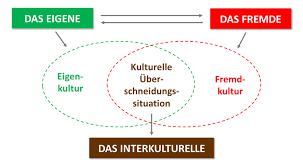 DAS EIGENE
DAS FREMDE
Eigen-
kultur
Kulturelle
Über-
schneidungs-
situation
Fremd-
kultur
DAS INTERKULTURELLE